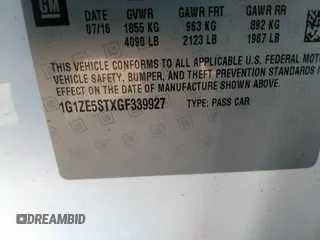 GM
07/16 GVWR GAWR FRT GAWR RR
1855 KG 963 KG 892 KG
4090 LB 2123 LB 1967 LB
THIS VEHICLE CONFORMS TO ALL APPLICABLE U.S. FEDERAL MOTOR
VEHICLE SAFETY, BUMPER, AND THEFT PREVENTION STANDARDS IN
EFFECT ON THE DATE OF MANUFACTURE SHOWN ABOVE.
1G1ZE5STXGF339927 TYPE: PASS CAR
DREAMBID